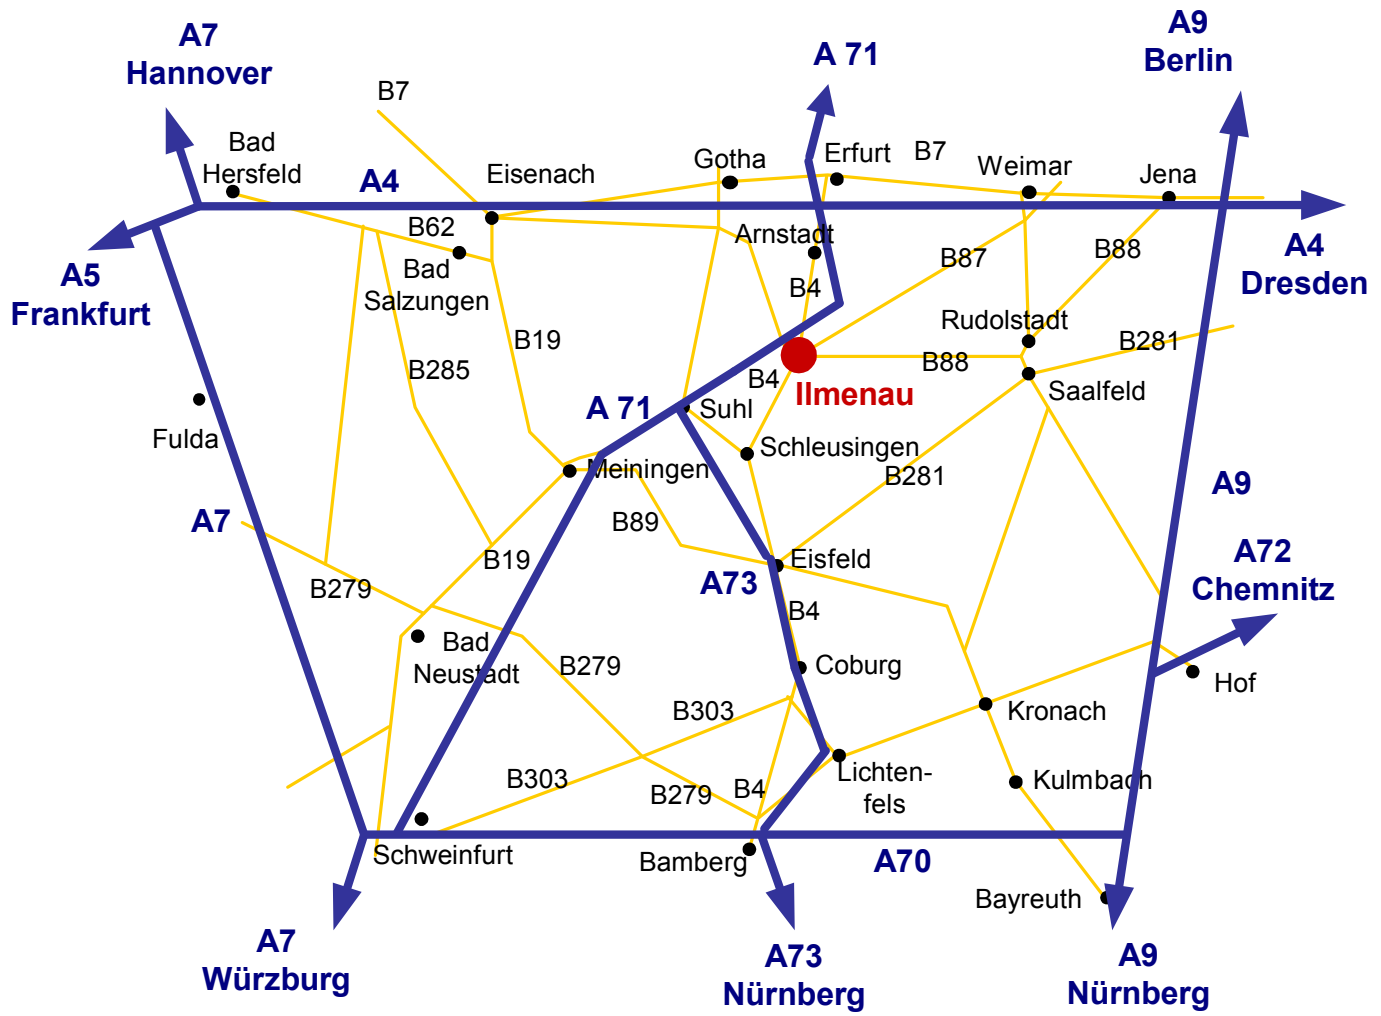 A7
Hannover
A9
Berlin
A 71
B7
Bad
Hersfeld
A4
Eisenach
Gotha
Erfurt
B7
Weimar
Jena
B62
Bad
Salzungen
Arnstadt
B4
B87
B88
A4
Dresden
A5
Frankfurt
B19
B285
Rudolstadt
B281
B88
B4
Ilmenau
Saalfeld
A 71
Suhl
Fulda
Schleusingen
Meiningen
B281
A9
A7
B89
B19
Eisfeld
A72
Chemnitz
B279
A73
B4
Bad
Neustadt
B279
Coburg
Hof
B303
Kronach
B303
B279
B4
Lichten-
fels
Kulmbach
Schweinfurt
Bamberg
A70
Bayreuth
A7
Würzburg
A73
Nürnberg
A9
Nürnberg